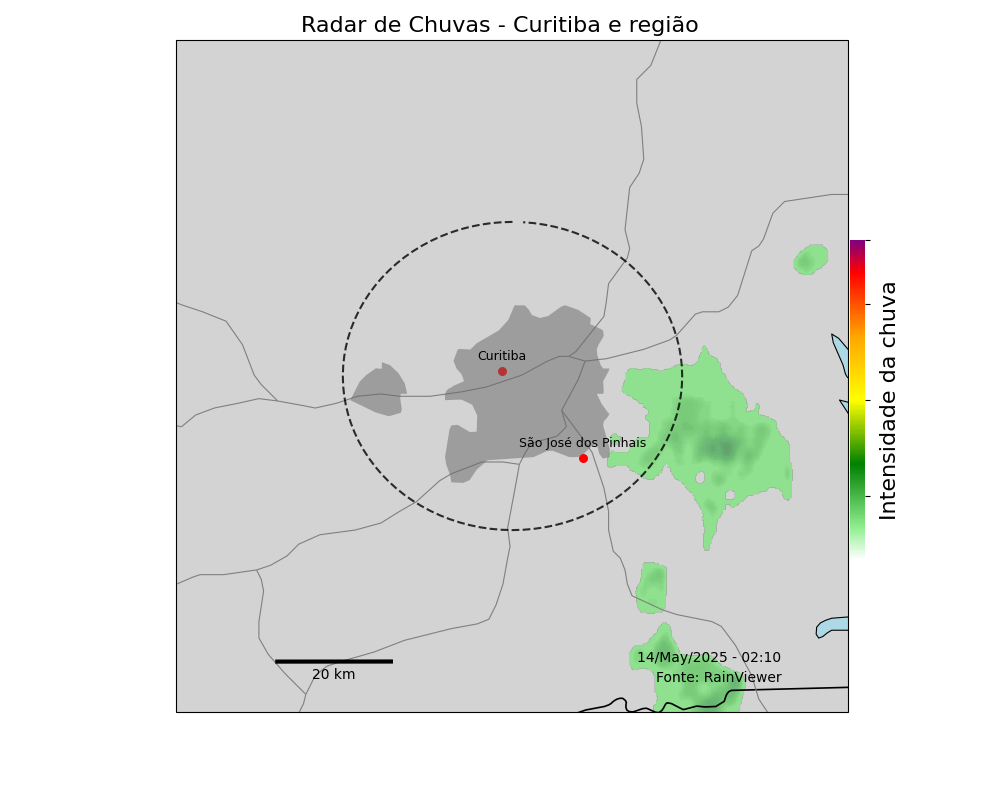 Radar de Chuvas - Curitiba e região
Curitiba
São José dos Pinhais
Intensidade da chuva
20 km
14/May/2025 - 02:10
Fonte: RainViewer